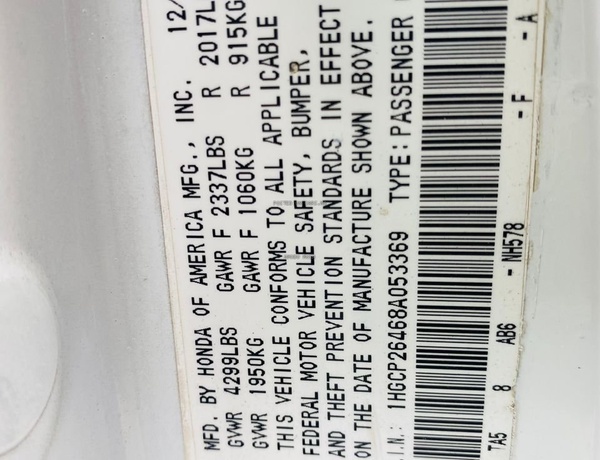 MFD. BY HONDA OF AMERICA MFG., INC. 12/
GVWR 4299LBS GAWR F 2337LBS R 2017L
GVWR 1950KG GAWR F 1060KG R 915KG
THIS VEHICLE CONFORMS TO ALL APPLICABLE
FEDERAL MOTOR VEHICLE SAFETY, BUMPER,
AND THEFT PREVENTION STANDARDS IN EFFECT
ON THE DATE OF MANUFACTURE SHOWN ABOVE.
.I.N.: 1HGCP26468A053369 TYPE:PASSENGER
TA5 8 AB6 - NH578 - F - A